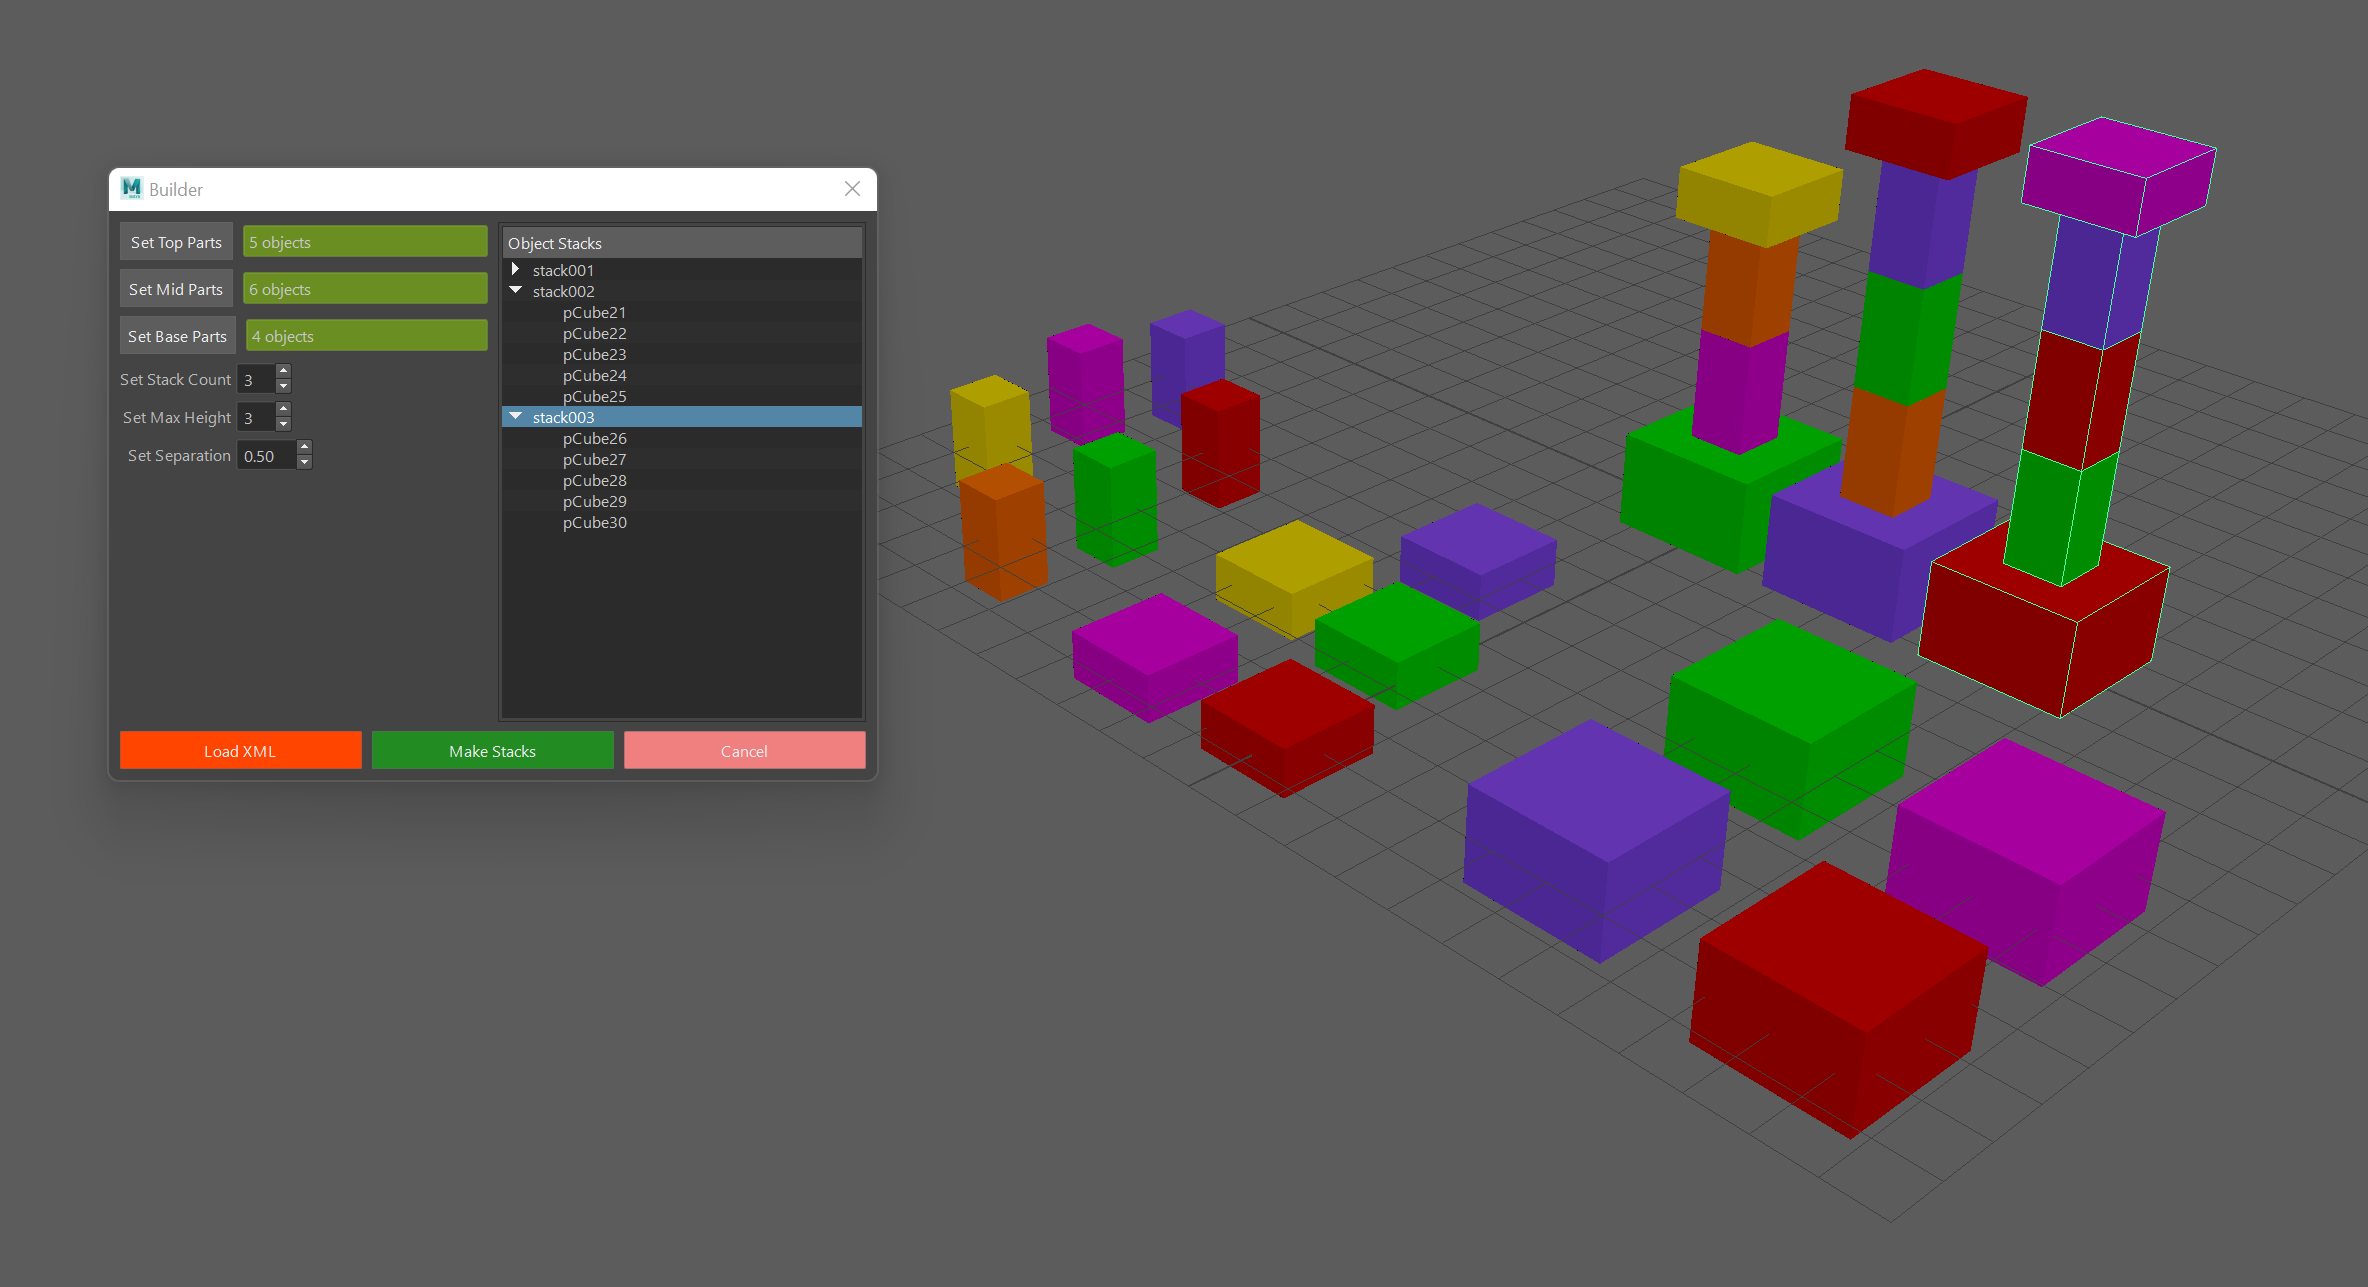 Builder
Set Top Parts
5 objects
Set Mid Parts
6 objects
Set Base Parts
4 objects
Set Stack Count
3
Set Max Height
3
Set Separation
0.50
Object Stacks
stack001
stack002
pCube21
pCube22
pCube23
pCube24
pCube25
stack003
pCube26
pCube27
pCube28
pCube29
pCube30
Load XML
Make Stacks
Cancel